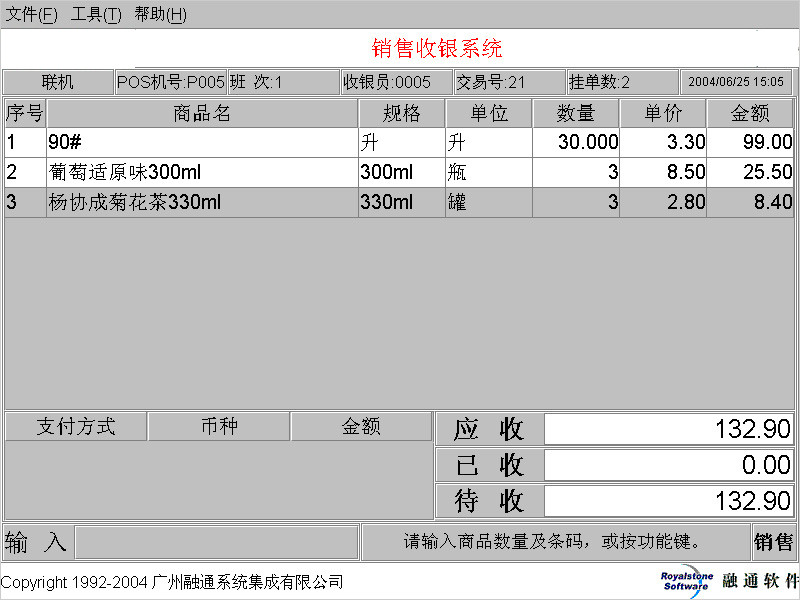 文件(F) 工具(T) 帮助(H)
销售收银系统
联机 POS机号:P005 班 次:1 收银员:0005 交易号:21 挂单数:2 2004/06/25 15:05
序号 商品名 规格 单位 数量 单价 金额
1 90# 升 升 30.000 3.30 99.00
2 葡萄适原味300ml 300ml 瓶 3 8.50 25.50
3 杨协成菊花茶330ml 330ml 罐 3 2.80 8.40
支付方式 币种 金额
应 收 132.90
已 收 0.00
待 收 132.90
输 入 请输入商品数量及条码，或按功能键。 销售
Copyright 1992-2004 广州融通系统集成有限公司
Royalstone Software 融通软件